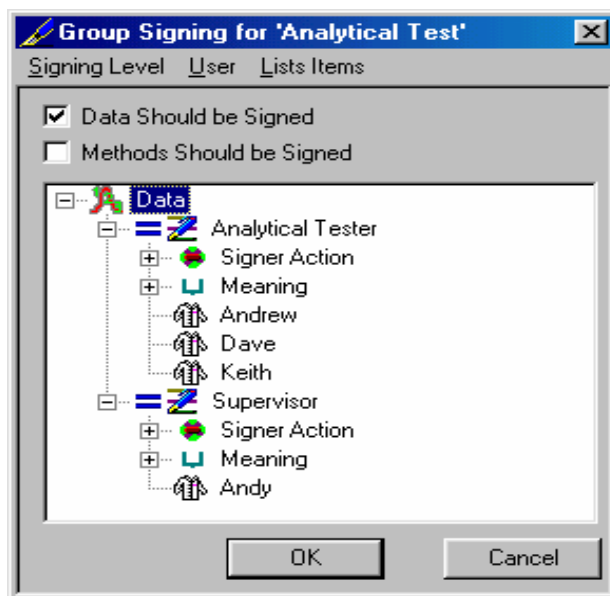 Group Signing for 'Analytical Test'
Signing Level User Lists Items
Data Should be Signed
Methods Should be Signed
Data
Analytical Tester
Signer Action
Meaning
Andrew
Dave
Keith
Supervisor
Signer Action
Meaning
Andy
OK Cancel